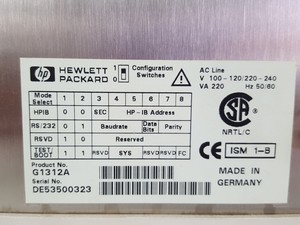 hp HEWLETT PACKARD
1 0 Configuration Switches
AC Line
V 100-120/220-240
VA 220 Hz 50/60
Mode Select 1 2 3 4 5 6 7 8
HPIB 0 0 SEC HP-IB Address
RS/232 0 1 Baudrate Data Bits Parity
RSVD 1 0 Reserved
TEST/BOOT 1 1 RSVD SYS RSVD RSVD FC
SA
NRTL/C
CE ISM 1-B
Product No.
G1312A
Serial No.
DE53500323
MADE IN
GERMANY